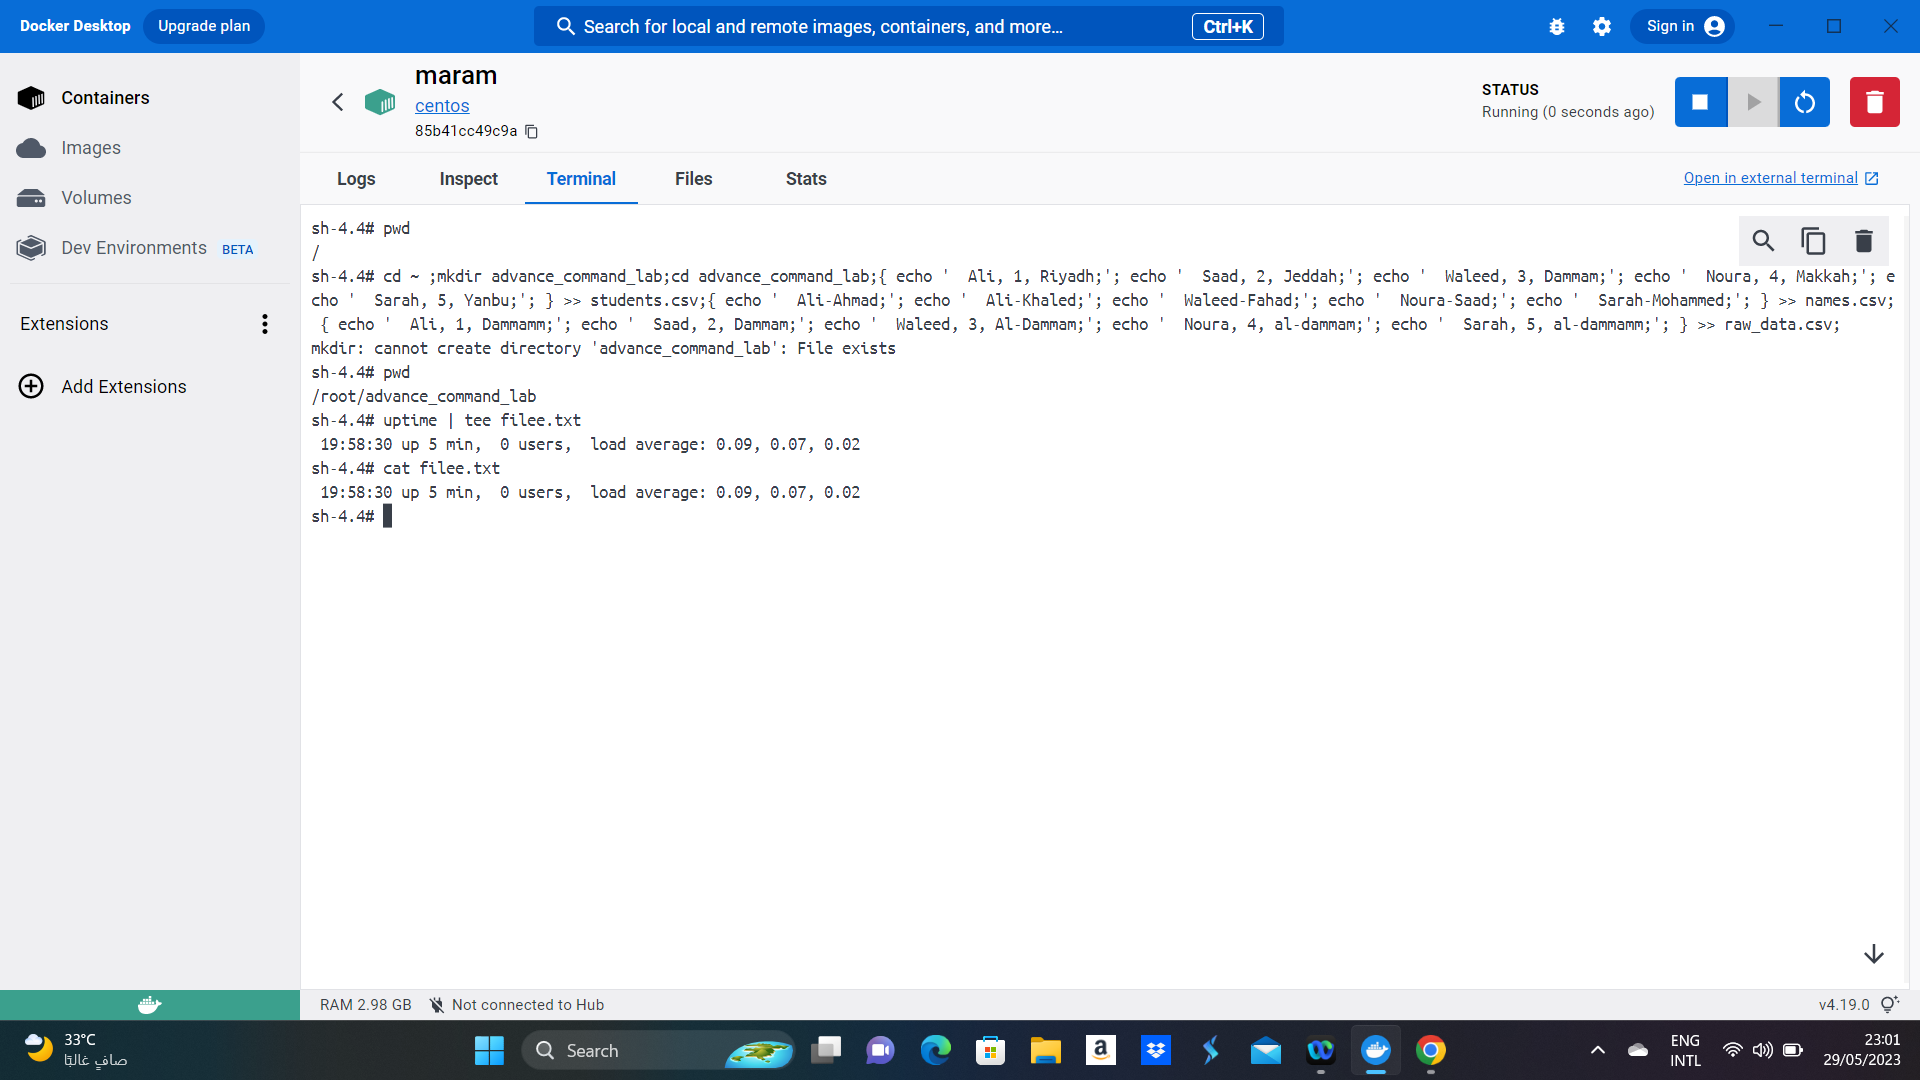 Docker Desktop Upgrade plan Search for local and remote images, containers, and more... Ctrl+K Sign in
Containers
Images
Volumes
Dev Environments BETA
Extensions
Add Extensions
maram
centos
85b41cc49c9a
STATUS
Running (0 seconds ago)
Logs Inspect Terminal Files Stats Open in external terminal
sh-4.4# pwd
/
sh-4.4# cd ~ ;mkdir advance_command_lab;cd advance_command_lab;{ echo '  Ali, 1, Riyadh;'; echo '  Saad, 2, Jeddah;'; echo '  Waleed, 3, Dammam;'; echo '  Noura, 4, Makkah;'; e
cho '  Sarah, 5, Yanbu;'; } >> students.csv;{ echo '  Ali-Ahmad;'; echo '  Ali-Khaled;'; echo '  Waleed-Fahad;'; echo '  Noura-Saad;'; echo '  Sarah-Mohammed;'; } >> names.csv;
 { echo '  Ali, 1, Dammamm;'; echo '  Saad, 2, Dammam;'; echo '  Waleed, 3, Al-Dammam;'; echo '  Noura, 4, al-dammam;'; echo '  Sarah, 5, al-dammamm;'; } >> raw_data.csv;
mkdir: cannot create directory 'advance_command_lab': File exists
sh-4.4# pwd
/root/advance_command_lab
sh-4.4# uptime | tee filee.txt
 19:58:30 up 5 min,  0 users,  load average: 0.09, 0.07, 0.02
sh-4.4# cat filee.txt
 19:58:30 up 5 min,  0 users,  load average: 0.09, 0.07, 0.02
sh-4.4#
RAM 2.98 GB Not connected to Hub v4.19.0
33°C
صافٍ غالبًا
Search
ENG
INTL
23:01
29/05/2023